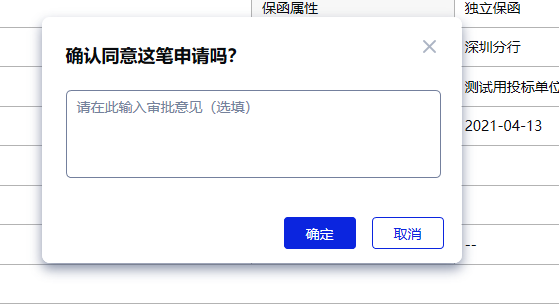 保函属性 独立保函
深圳分行
确认同意这笔申请吗？
测试用投标单位
请在此输入审批意见（选填）
2021-04-13
确定 取消
--